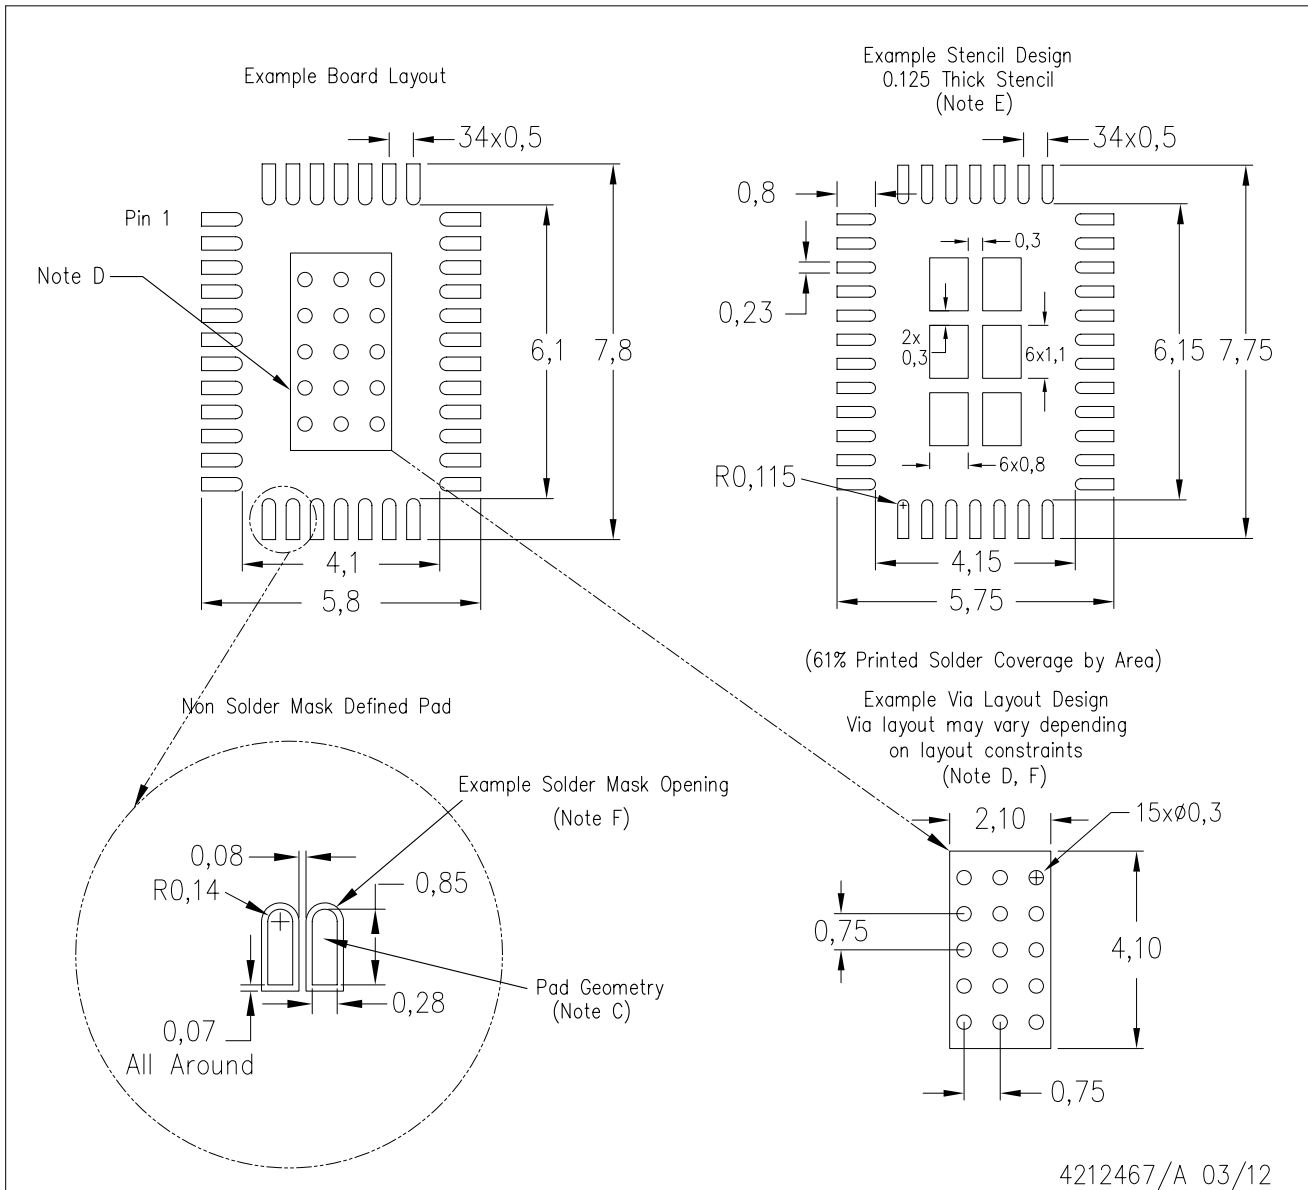 Example Board Layout
34x0,5
Pin 1
Note D
6,1
7,8
4,1
5,8
Example Stencil Design
0.125 Thick Stencil
(Note E)
34x0,5
0,8
0,3
0,23
2x
0,3
6x1,1
6,15
7,75
6x0,8
R0,115
4,15
5,75
(61% Printed Solder Coverage by Area)
Non Solder Mask Defined Pad
Example Solder Mask Opening
(Note F)
0,08
R0,14
0,85
Pad Geometry
(Note C)
0,28
0,07
All Around
Example Via Layout Design
Via layout may vary depending
on layout constraints
(Note D, F)
2,10
15xø0,3
0,75
4,10
0,75
4212467/A 03/12